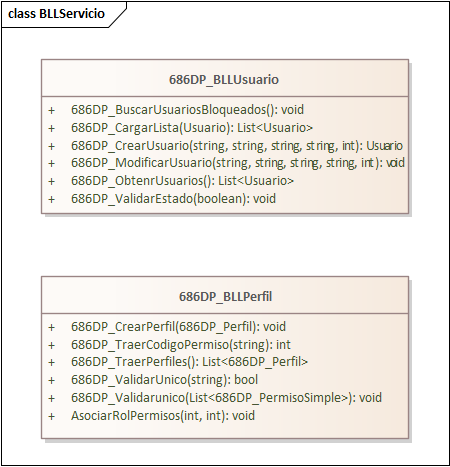 class BLLServicio
686DP_BLLUsuario
+ 686DP_BuscarUsuariosBloqueados(): void
+ 686DP_CargarLista(Usuario): List<Usuario>
+ 686DP_CrearUsuario(string, string, string, string, int): Usuario
+ 686DP_ModificarUsuario(string, string, string, string, int): void
+ 686DP_ObtenrUsuarios(): List<Usuario>
+ 686DP_ValidarEstado(boolean): void
686DP_BLLPerfil
+ 686DP_CrearPerfil(686DP_Perfil): void
+ 686DP_TraerCodigoPermiso(string): int
+ 686DP_TraerPerfiles(): List<686DP_Perfil>
+ 686DP_ValidarUnico(string): bool
+ 686DP_Validarunico(List<686DP_PermisoSimple>): void
+ AsociarRolPermisos(int, int): void